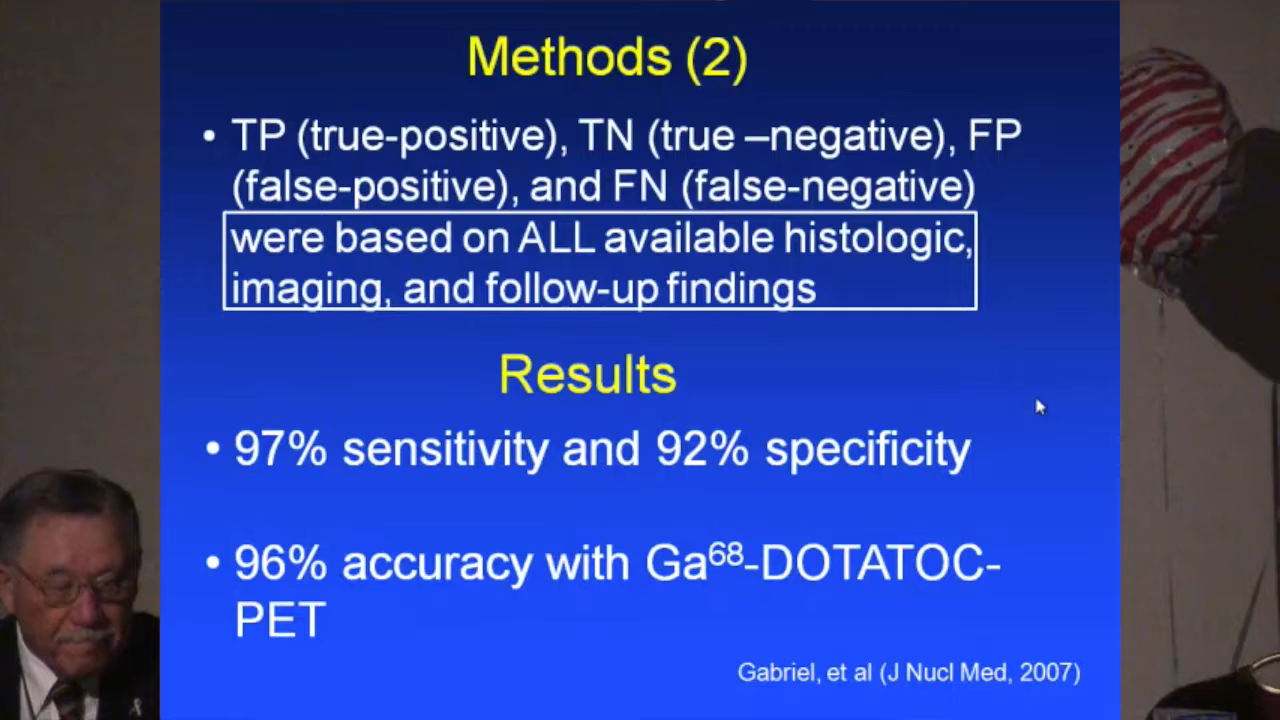 Methods (2)
• TP (true-positive), TN (true –negative), FP
(false-positive), and FN (false-negative)
were based on ALL available histologic,
imaging, and follow-up findings
Results
• 97% sensitivity and 92% specificity
• 96% accuracy with Ga⁶⁸-DOTATOC-
PET
Gabriel, et al (J Nucl Med, 2007)